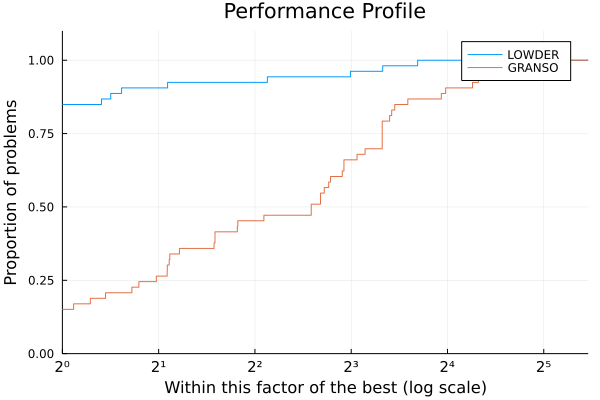 Performance Profile
LOWDER
GRANSO
Proportion of problems
1.00
0.75
0.50
0.25
0.00
2⁰ 2¹ 2² 2³ 2⁴ 2⁵
Within this factor of the best (log scale)